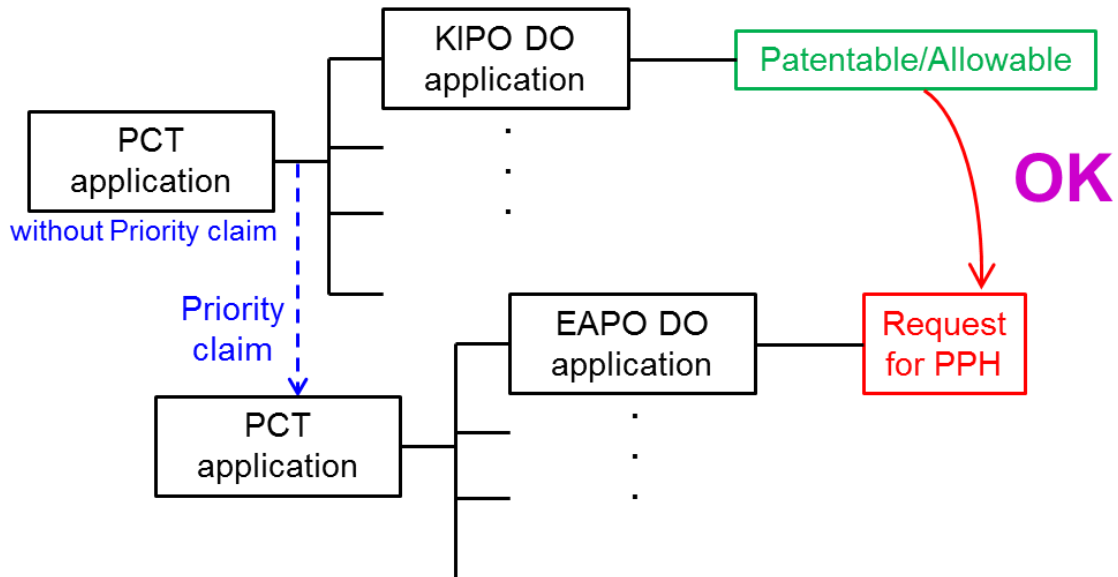 KIPO DO
application
Patentable/Allowable
PCT
application
without Priority claim
OK
Priority
claim
EAPO DO
application
Request
for PPH
PCT
application